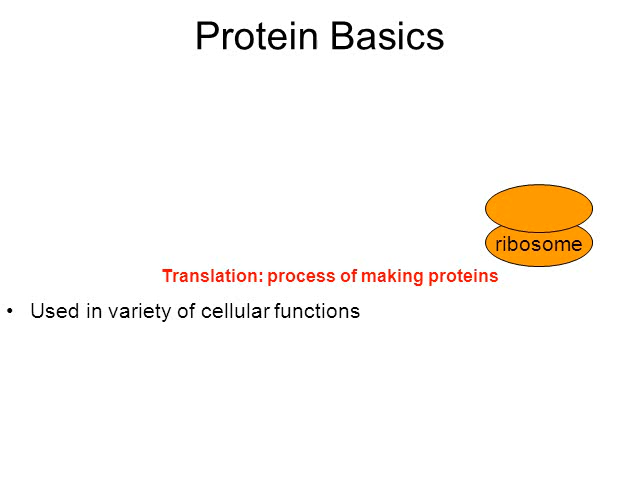 Protein Basics
ribosome
Translation: process of making proteins
• Used in variety of cellular functions